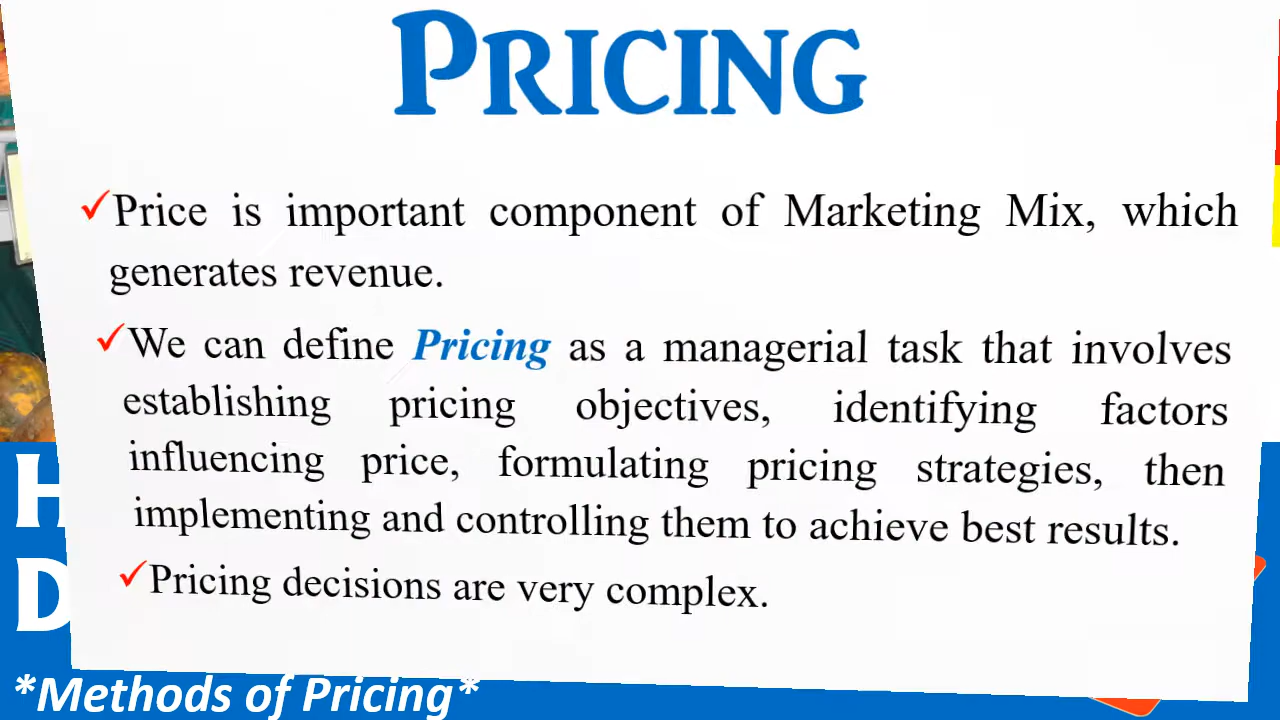 PRICING
✓Price is important component of Marketing Mix, which
generates revenue.
✓We can define Pricing as a managerial task that involves
establishing pricing objectives, identifying factors
influencing price, formulating pricing strategies, then
implementing and controlling them to achieve best results.
✓Pricing decisions are very complex.
H
D
*Methods of Pricing*